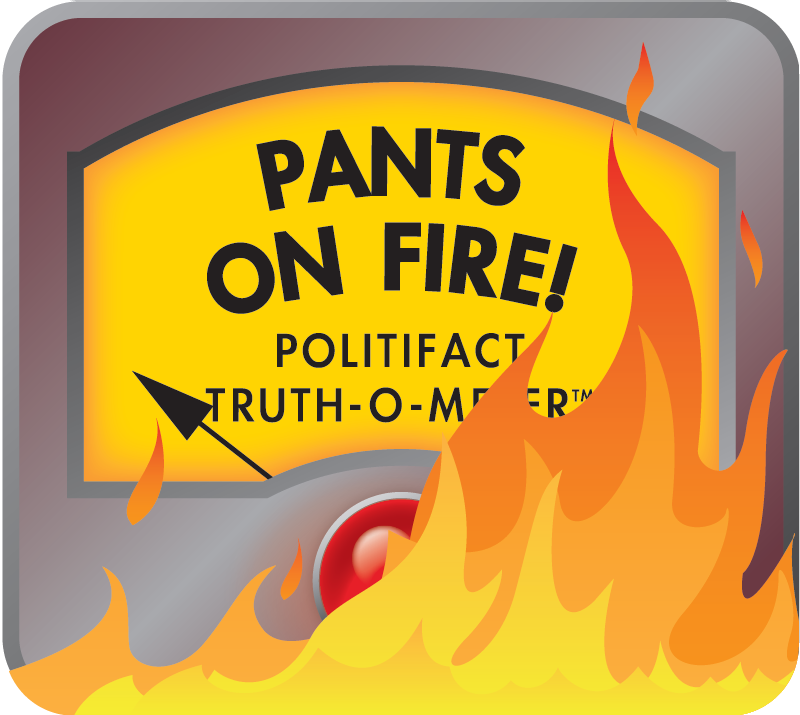 PANTS
ON FIRE!
POLITIFACT
TRUTH-O-METER™